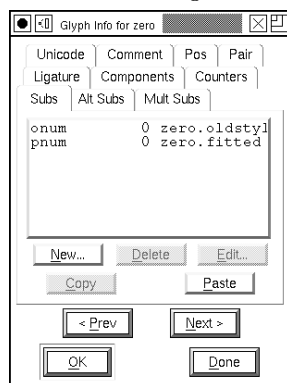 Glyph Info for zero
Unicode Comment Pos Pair
Ligature Components Counters
Subs Alt Subs Mult Subs
onum 0 zero.oldstyl
pnum 0 zero.fitted
New... Delete Edit...
Copy Paste
< Prev Next >
OK Done